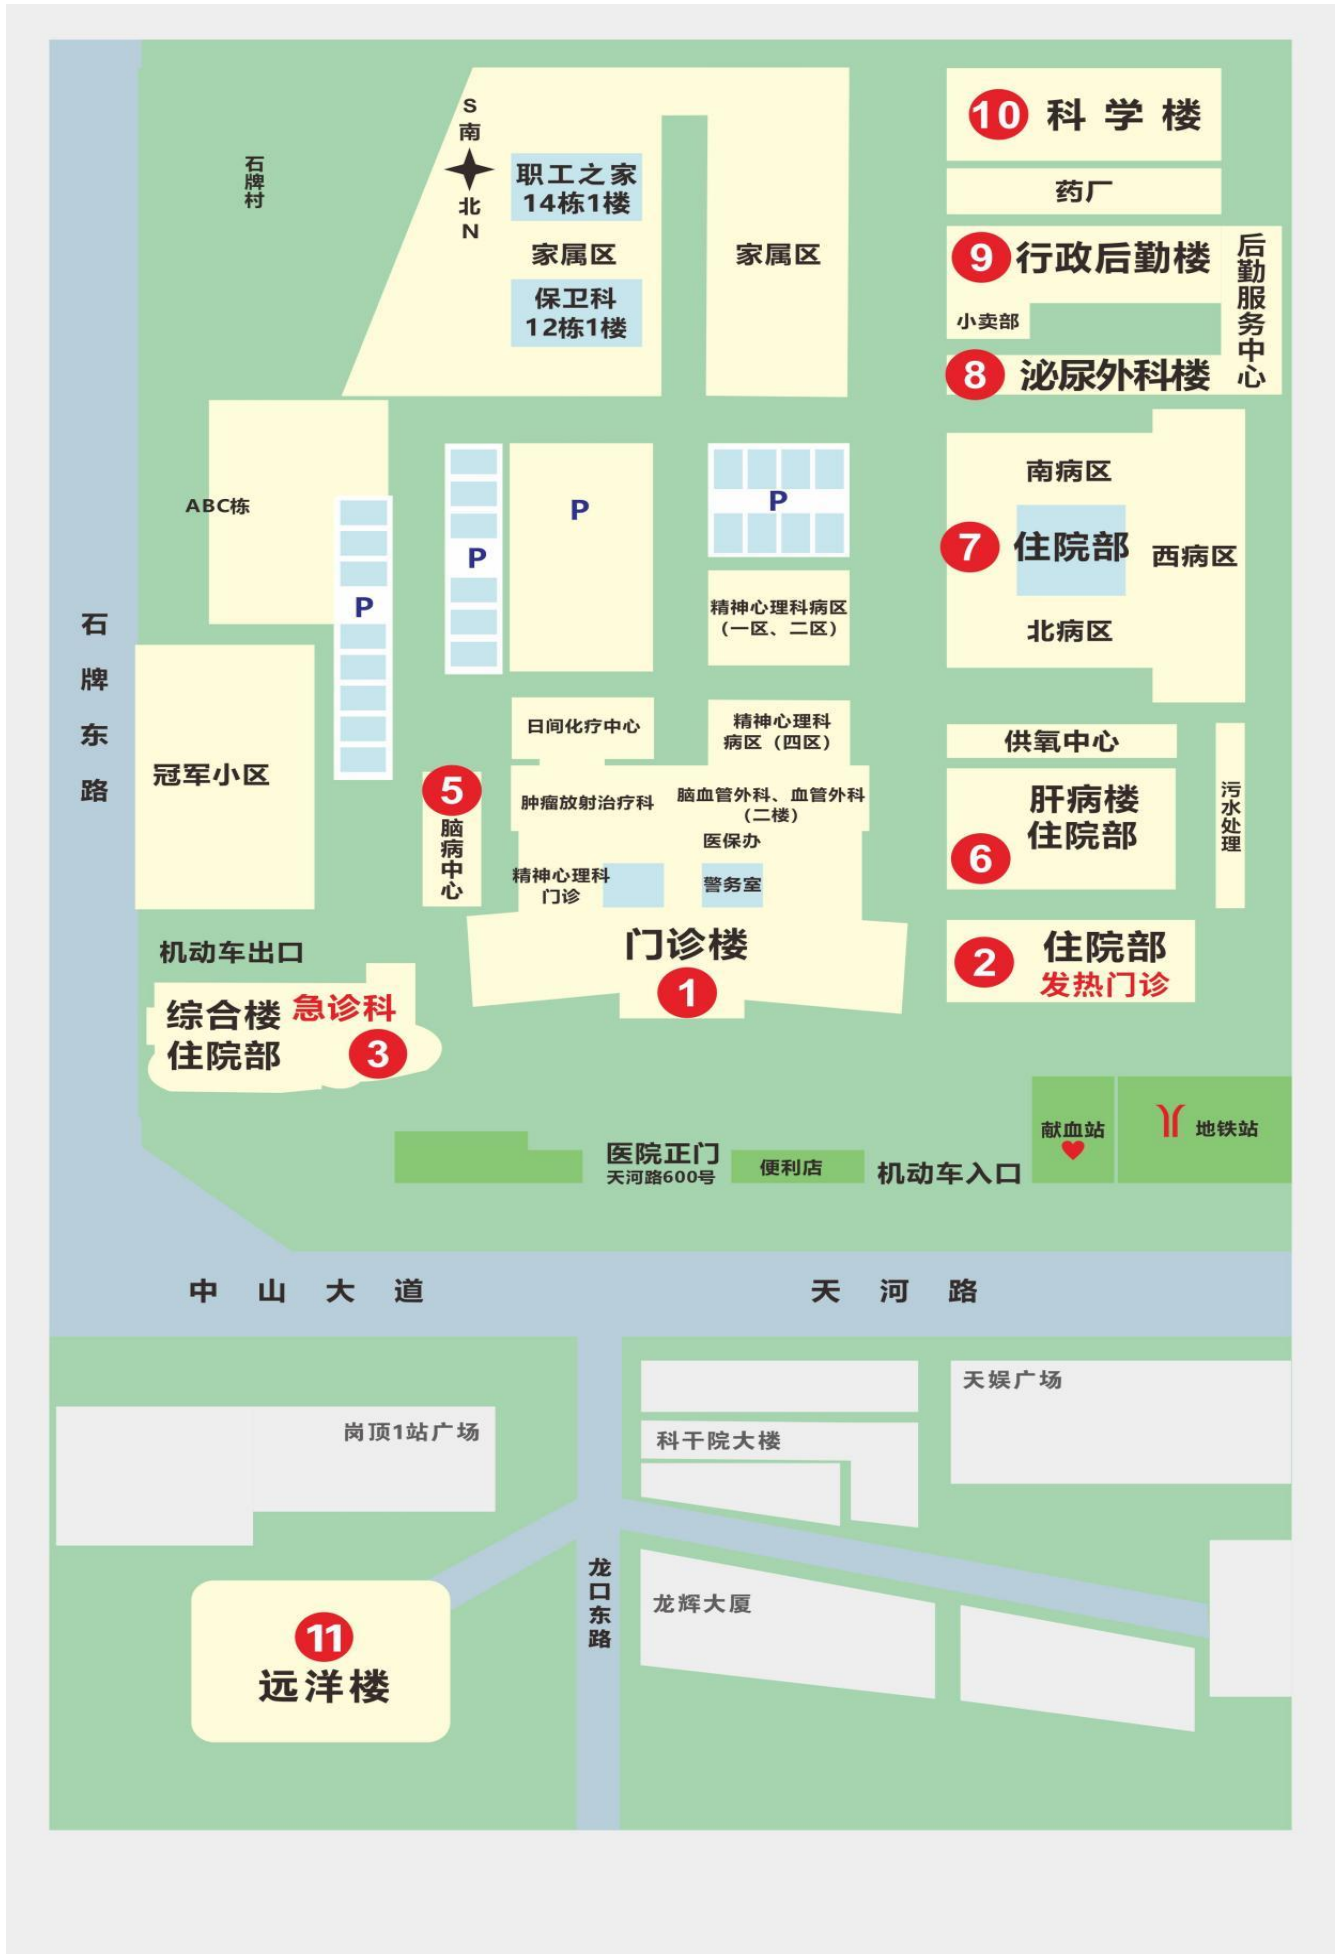 S
南
北
N
石牌村
职工之家
14栋1楼
家属区
保卫科
12栋1楼
家属区
10 科学楼
药厂
9 行政后勤楼
小卖部
后勤服务中心
8 泌尿外科楼
ABC栋
P
P
P
P
南病区
7 住院部
西病区
北病区
精神心理科病区
（一区、二区）
石牌东路
冠军小区
日间化疗中心
精神心理科
病区（四区）
供氧中心
5
脑病中心
肿瘤放射治疗科
脑血管外科、血管外科
（二楼）
医保办
精神心理科
门诊
警务室
肝病楼
住院部
6
污水处理
机动车出口
门诊楼
1
2
住院部
发热门诊
综合楼
住院部
急诊科
3
医院正门
天河路600号
便利店
机动车入口
献血站
地铁站
中山大道
天河路
岗顶1站广场
科干院大楼
天娱广场
龙口东路
龙辉大厦
11
远洋楼